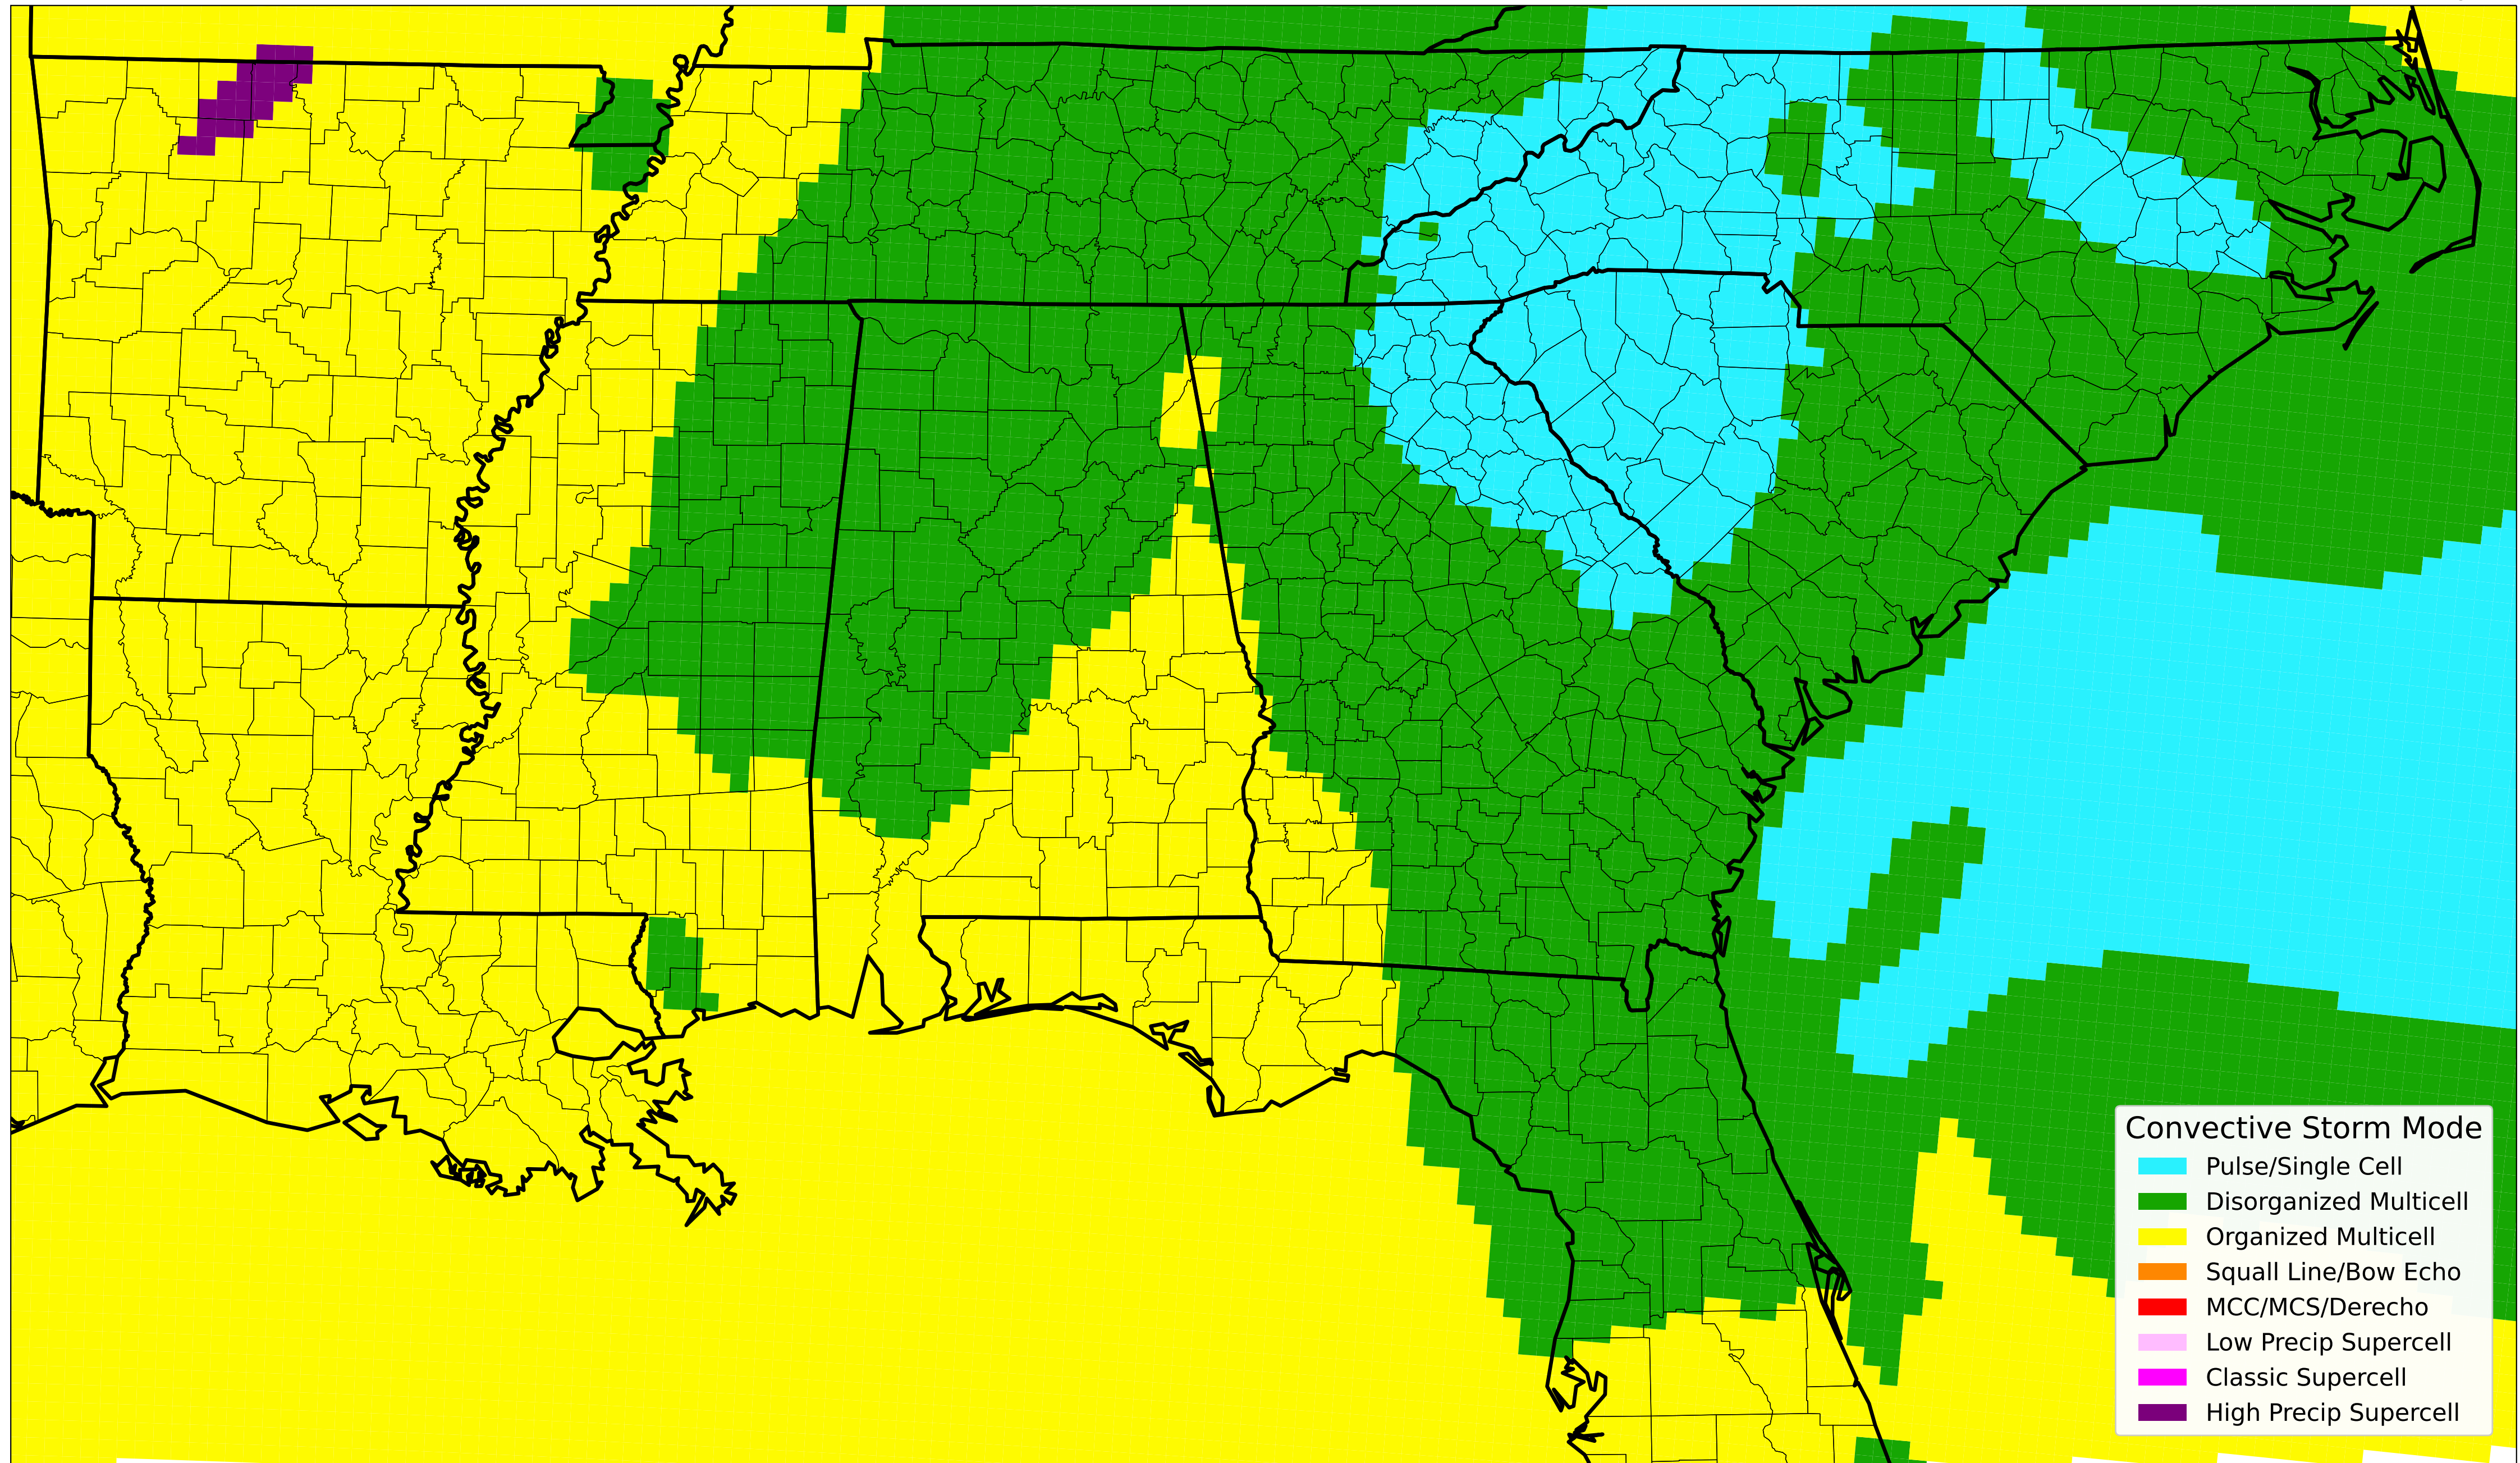 Convective Storm Mode
Pulse/Single Cell
Disorganized Multicell
Organized Multicell
Squall Line/Bow Echo
MCC/MCS/Derecho
Low Precip Supercell
Classic Supercell
High Precip Supercell